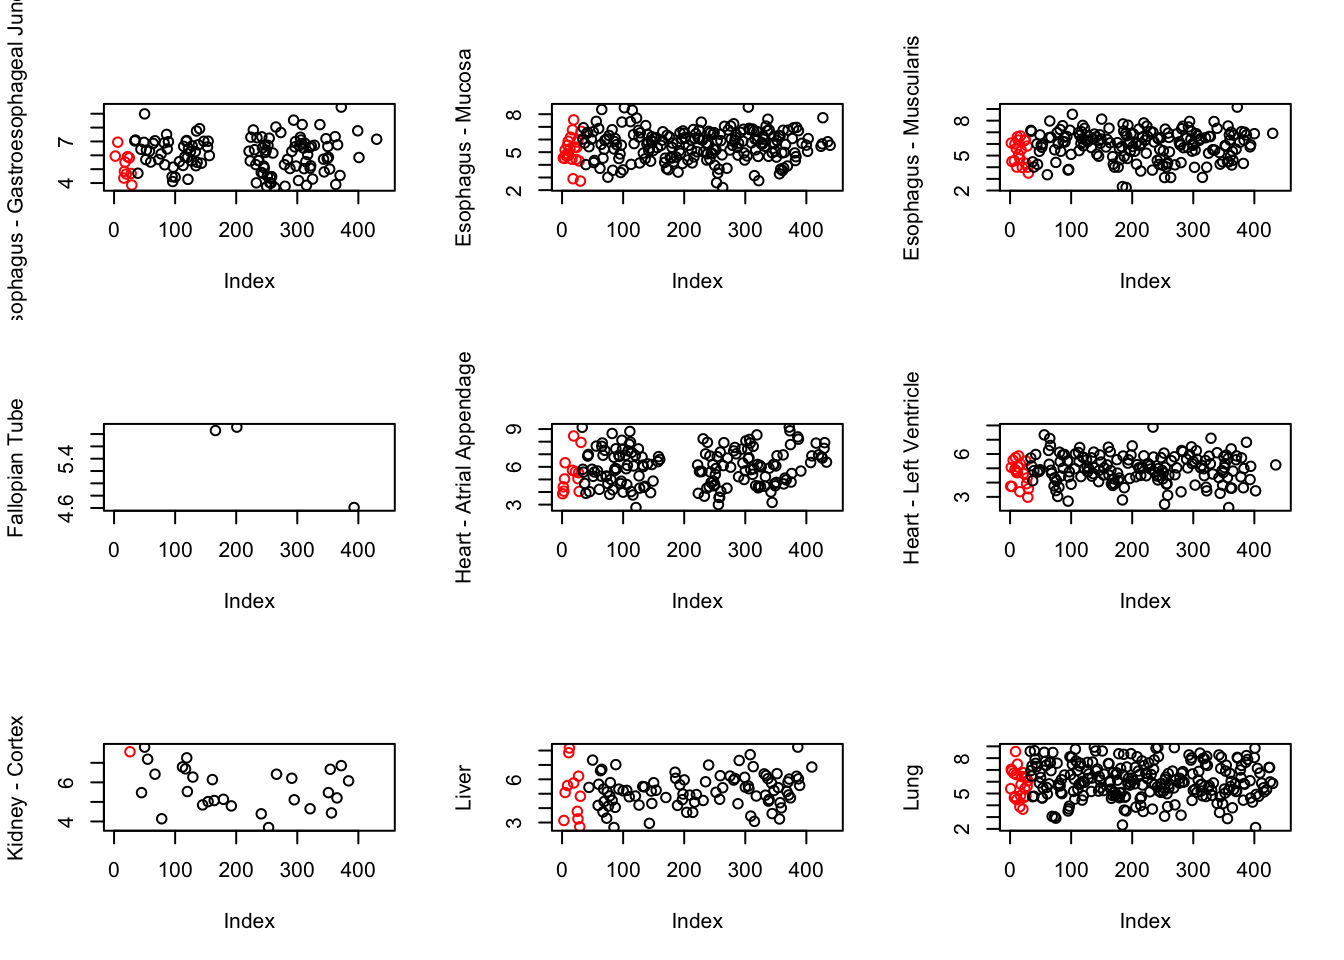 sophagus - Gastroesophageal Junc
7
4
0 100 200 300 400
Index
Esophagus - Mucosa
8
5
2
0 100 200 300 400
Index
Esophagus - Muscularis
8
5
2
0 100 200 300 400
Index
Fallopian Tube
5.4
4.6
0 100 200 300 400
Index
Heart - Atrial Appendage
9
6
3
0 100 200 300 400
Index
Heart - Left Ventricle
6
3
0 100 200 300 400
Index
Kidney - Cortex
6
4
0 100 200 300 400
Index
Liver
6
3
0 100 200 300 400
Index
Lung
8
5
2
0 100 200 300 400
Index